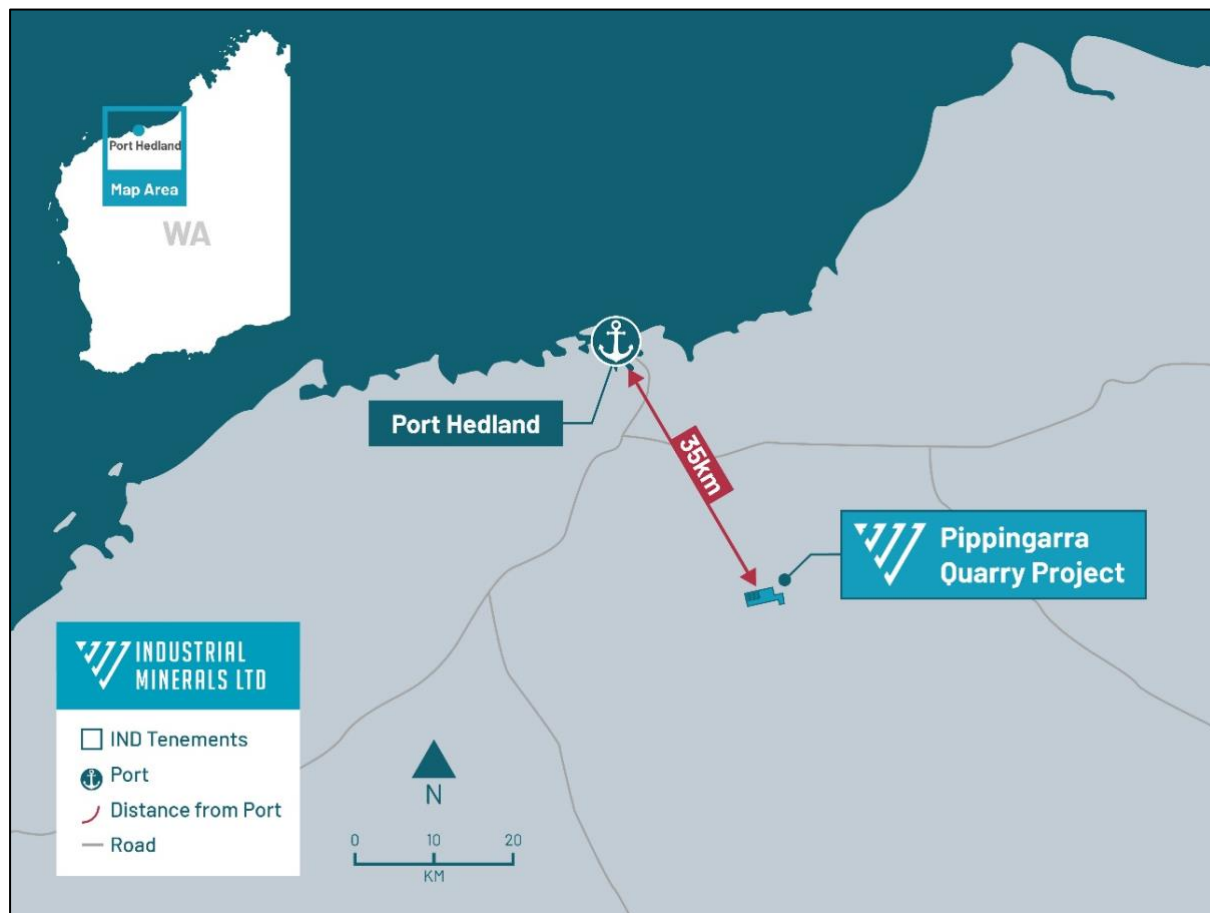 Port Hedland
Map Area
WA
Port Hedland
35km
Pippingarra
Quarry Project
INDUSTRIAL
MINERALS LTD
IND Tenements
Port
Distance from Port
Road
N
0 10 20
KM